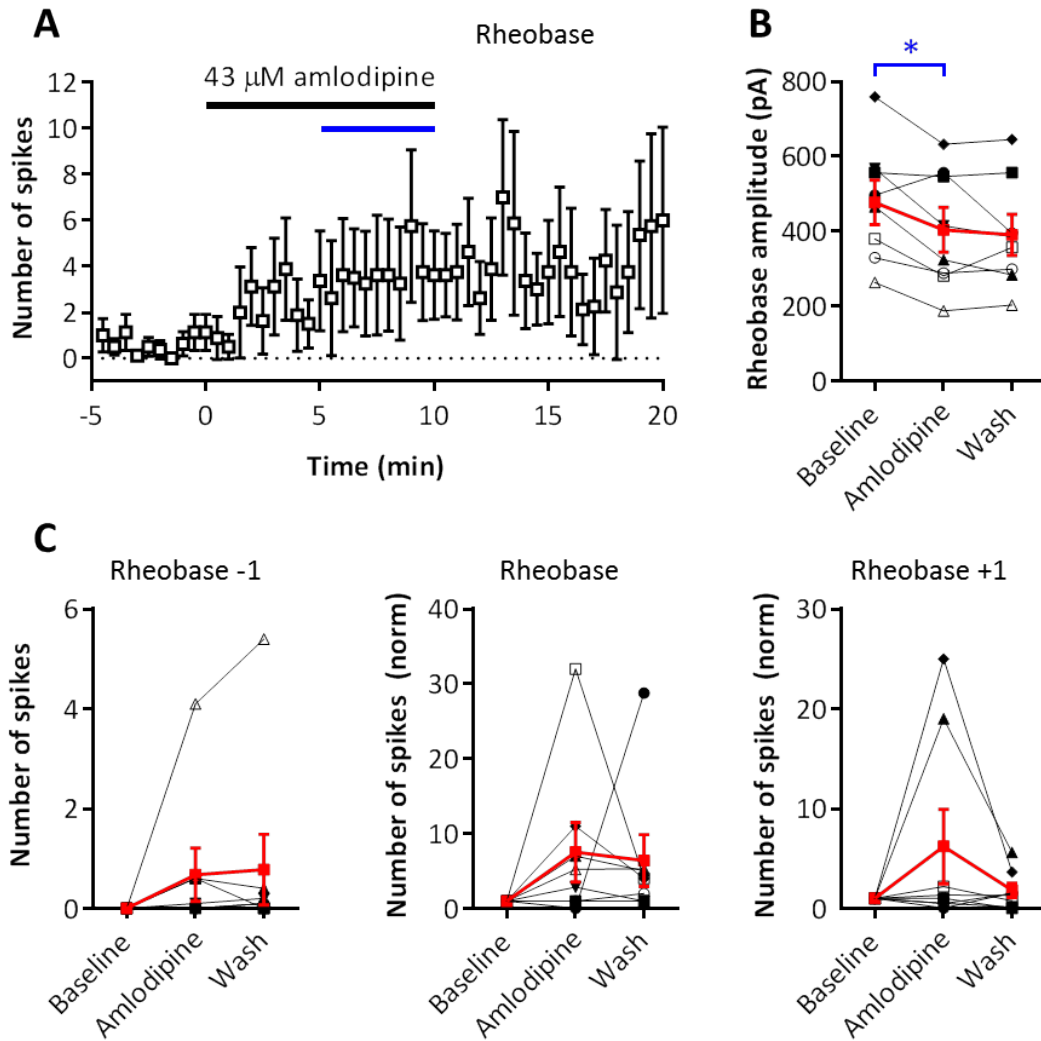 A
Rheobase
43 μM amlodipine
Number of spikes
12
10
8
6
4
2
0
-5
0
5
10
15
20
Time (min)
B
*
Rheobase amplitude (pA)
800
600
400
200
0
Baseline
Amlodipine
Wash
C
Rheobase -1
Number of spikes
6
4
2
0
Baseline
Amlodipine
Wash
Rheobase
Number of spikes (norm)
40
30
20
10
0
Baseline
Amlodipine
Wash
Rheobase +1
Number of spikes (norm)
30
20
10
0
Baseline
Amlodipine
Wash